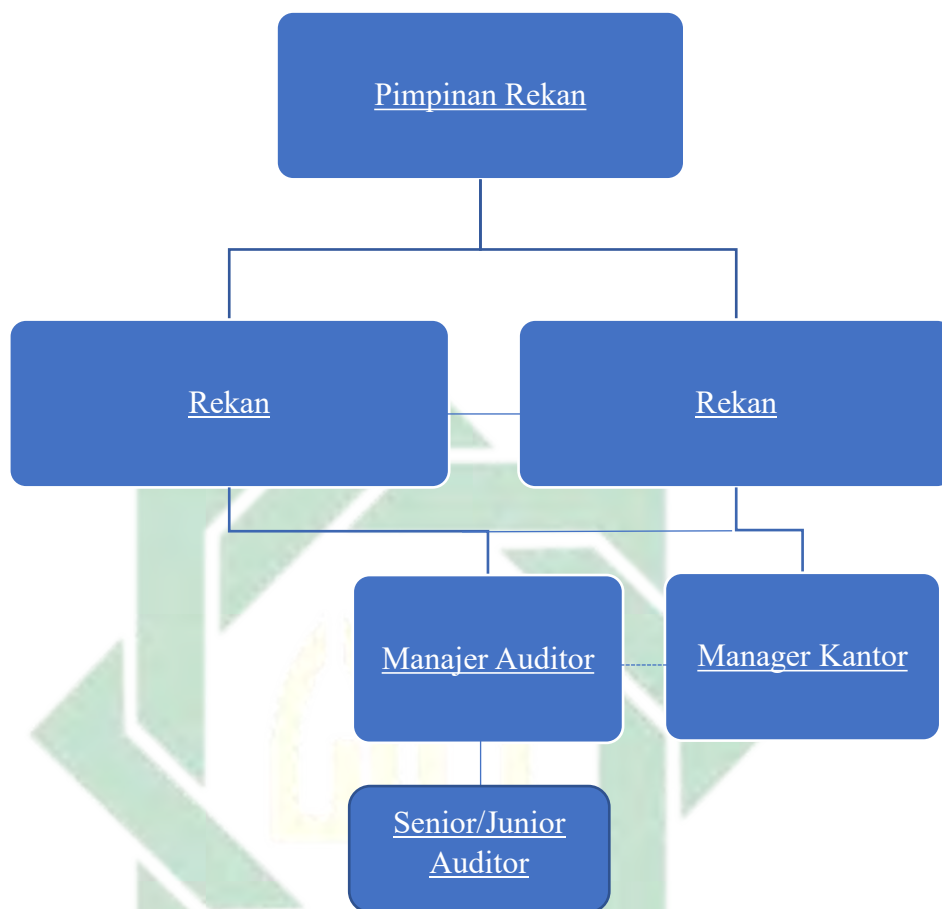 Pimpinan Rekan
Rekan
Rekan
Manajer Auditor
Manager Kantor
Senior/Junior
Auditor